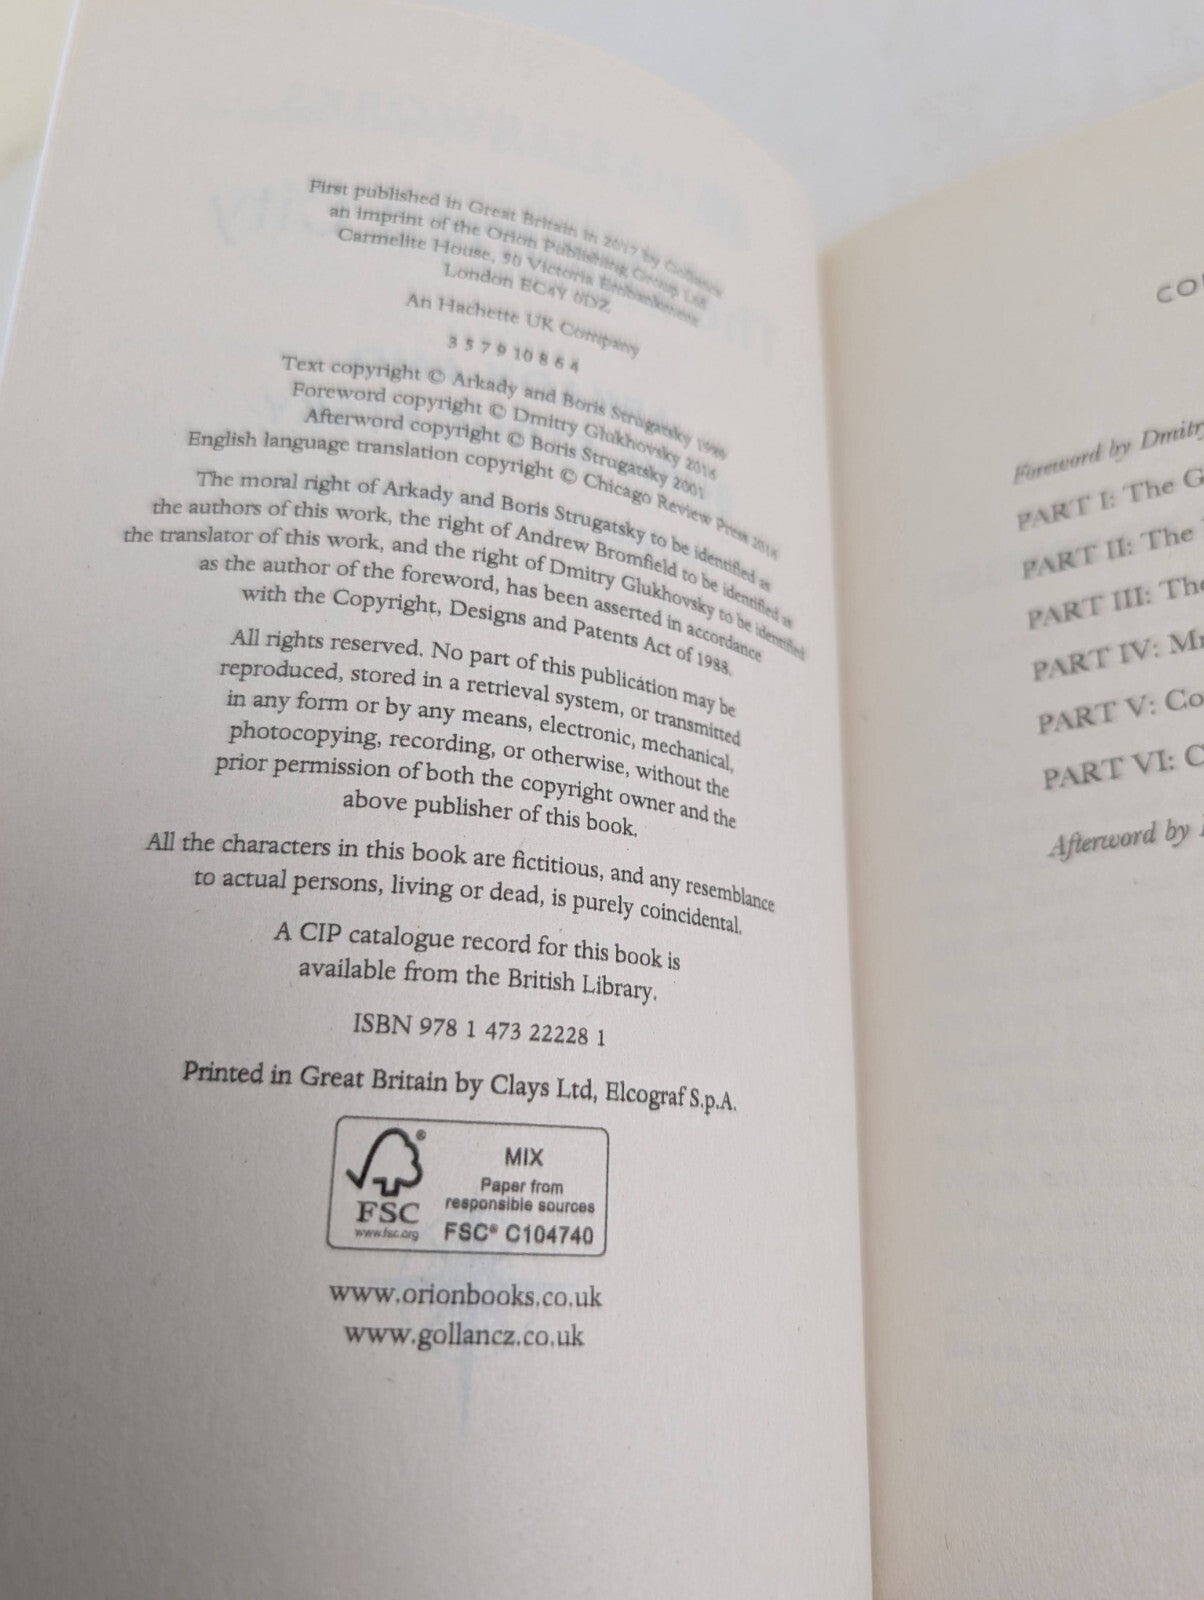 First published in Great Britain in 2017 by Gollancz
an imprint of the Orion Publishing Group Ltd
Carmelite House, 50 Victoria Embankment
London EC4Y 0DZ
An Hachette UK Company
3 5 7 9 10 8 6 4
Text copyright © Arkady and Boris Strugatsky
Foreword copyright © Dmitry Glukhovsky 2016
Afterword copyright © Boris Strugatsky 2001
English language translation copyright © Chicago Review Press 2016
The moral right of Arkady and Boris Strugatsky to be identified as
the authors of this work, the right of Andrew Bromfield to be identified as
the translator of this work, and the right of Dmitry Glukhovsky to be identified
as the author of the foreword, has been asserted in accordance
with the Copyright, Designs and Patents Act of 1988.
All rights reserved. No part of this publication may be
reproduced, stored in a retrieval system, or transmitted
in any form or by any means, electronic, mechanical,
photocopying, recording, or otherwise, without the
prior permission of both the copyright owner and the
above publisher of this book.
All the characters in this book are fictitious, and any resemblance
to actual persons, living or dead, is purely coincidental.
A CIP catalogue record for this book is
available from the British Library.
ISBN 978 1 473 22228 1
Printed in Great Britain by Clays Ltd, Elcograf S.p.A.
FSC®
www.fsc.org
MIX
Paper from
responsible sources
FSC® C104740
www.orionbooks.co.uk
www.gollancz.co.uk
CO
Foreword by Dmitry
PART I: The G
PART II: The
PART III: The
PART IV: M
PART V: Co
PART VI: C
Afterword by